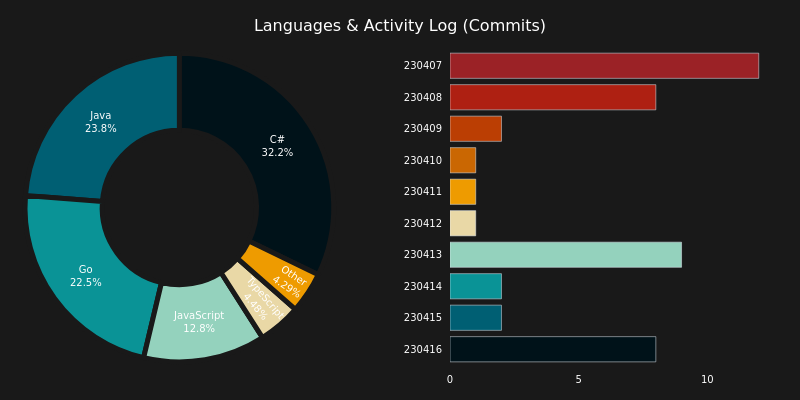 Languages & Activity Log (Commits)
C#
32.2%
Java
23.8%
Go
22.5%
JavaScript
12.8%
TypeScript
4.48%
Other
4.29%
230407
230408
230409
230410
230411
230412
230413
230414
230415
230416
0 5 10